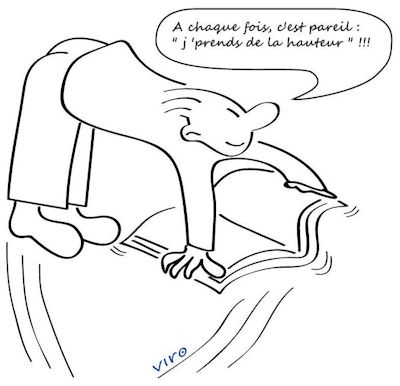 A chaque fois, c'est pareil :
" j 'prends de la hauteur " !!!
viro